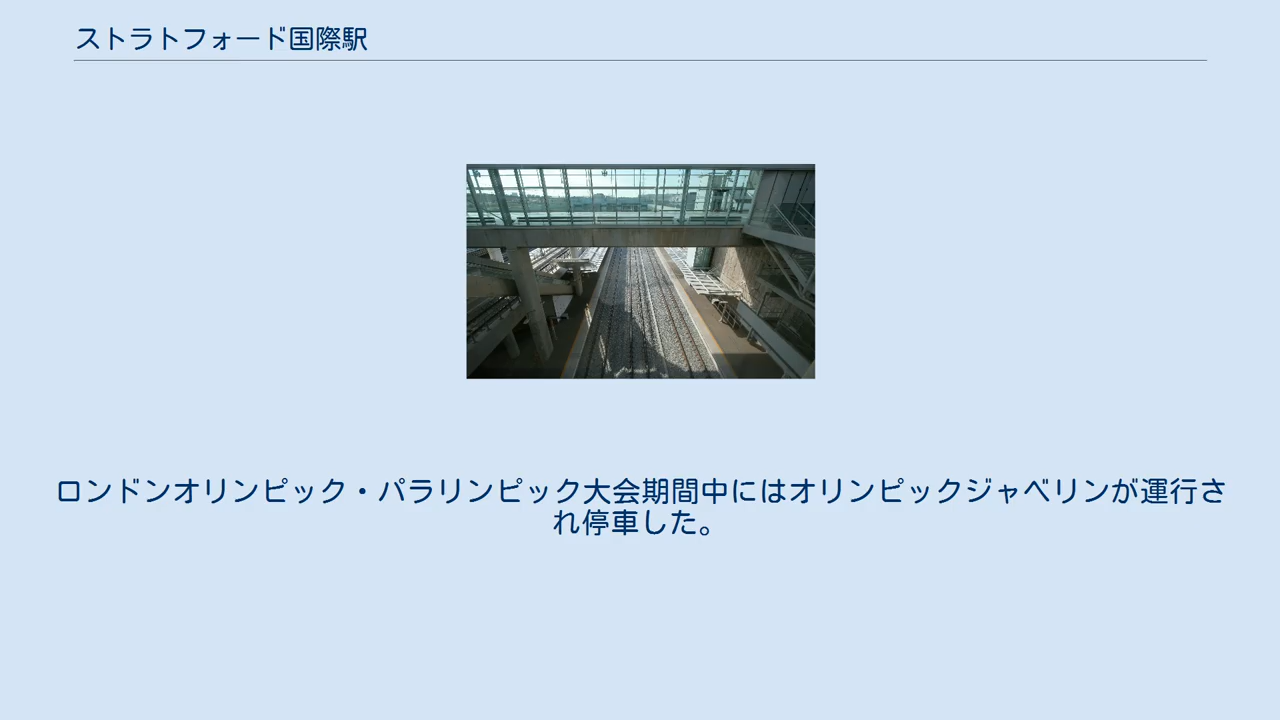 ストラトフォード国際駅
ロンドンオリンピック・パラリンピック大会期間中にはオリンピックジャベリンが運行さ
れ停車した。